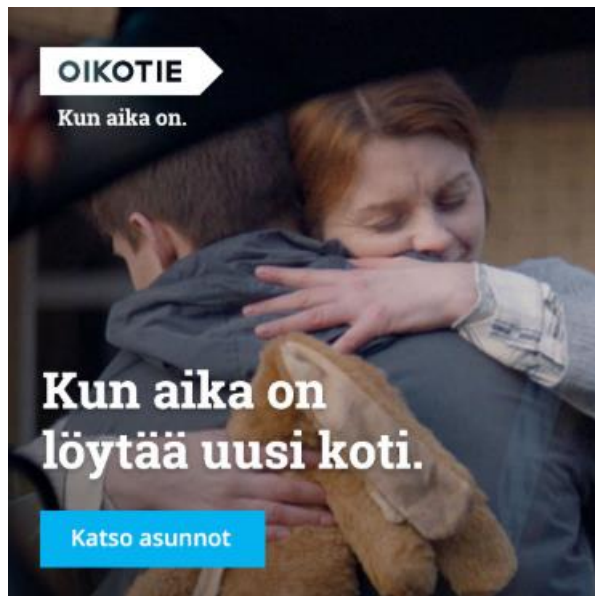 OIKOTIE
Kun aika on.
Kun aika on
löytää uusi koti.
Katso asunnot